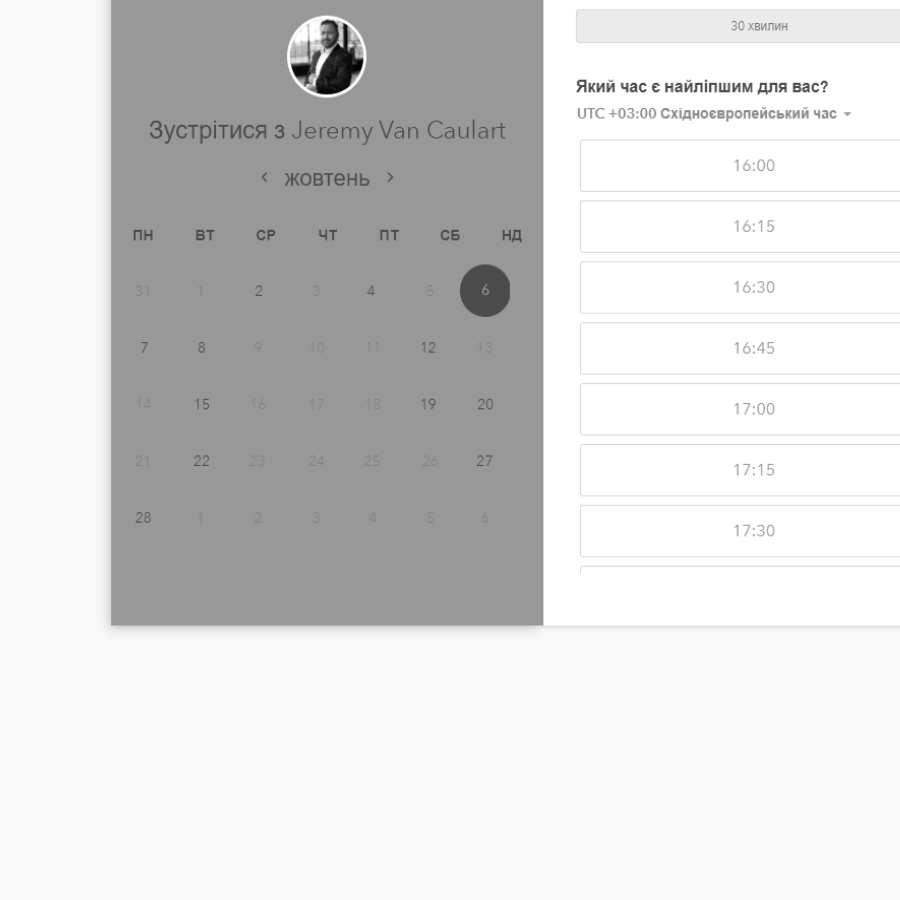 Зустрітися з Jeremy Van Caulart
жовтень
ПН ВТ СР ЧТ ПТ СБ НД
31 1 2 3 4 5 6
7 8 9 10 11 12 13
14 15 16 17 18 19 20
21 22 23 24 25 26 27
28 1 2 3 4 5 6
30 хвилин
Який час є найліпшим для вас?
UTC +03:00 Східноєвропейський час
16:00
16:15
16:30
16:45
17:00
17:15
17:30